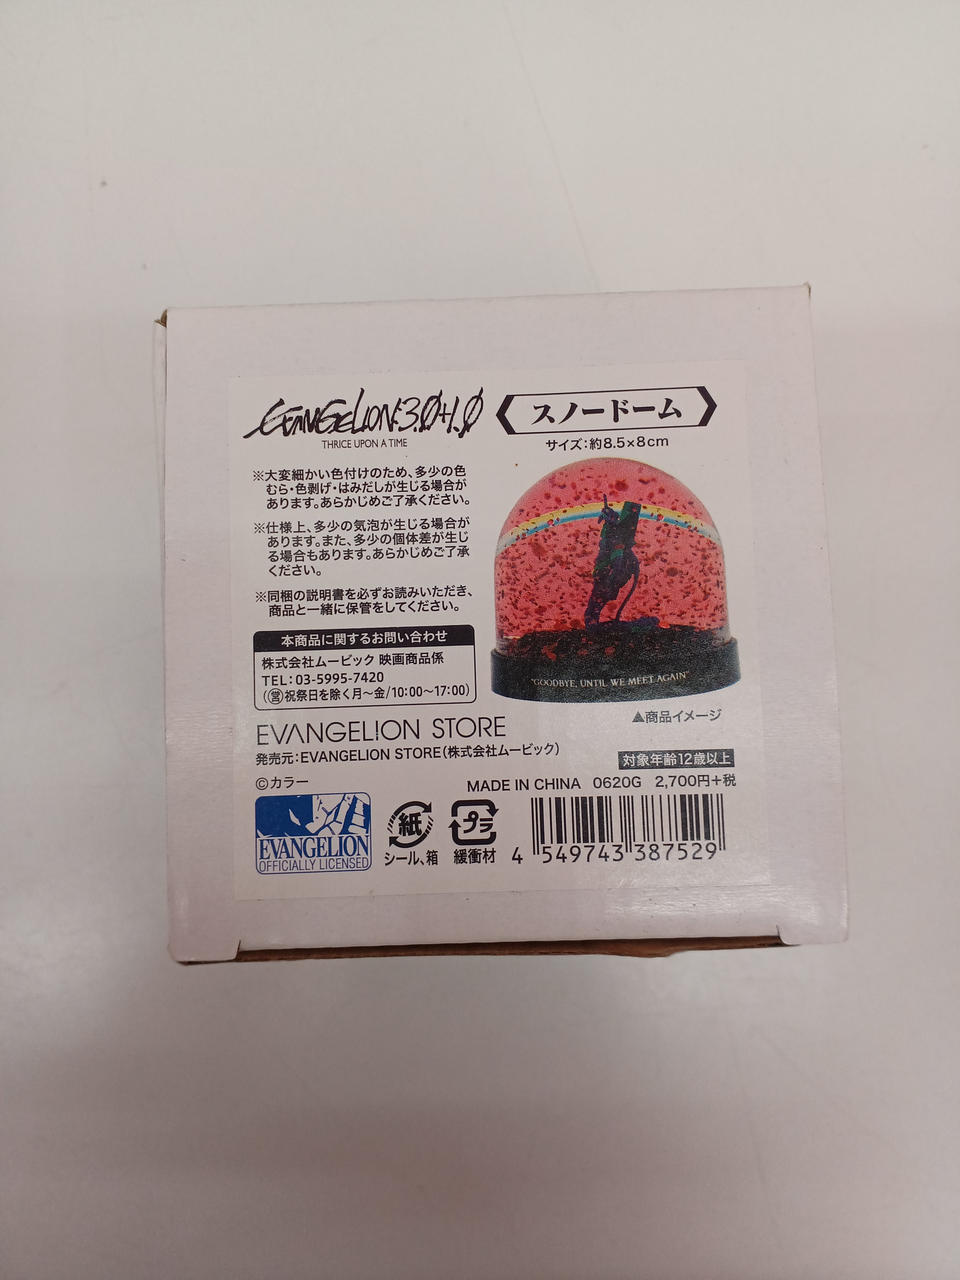 EVANGELION:3.0+1.0
THRICE UPON A TIME
スノードーム
サイズ:約8.5×8cm
※大変細かい色付けのため、多少の色
むら・色剥げ・はみだしが生じる場合が
あります。あらかじめご了承ください。
※仕様上、多少の気泡が生じる場合が
あります。また、多少の個体差が生じ
る場合もあります。あらかじめご了承
ください。
※同梱の説明書を必ずお読みいただき、
商品と一緒に保管をしてください。
本商品に関するお問い合わせ
株式会社ムービック 映画商品係
TEL:03-5995-7420
(営祝祭日を除く月～金/10:00～17:00)
"GOODBYE, UNTIL WE MEET AGAIN"
▲商品イメージ
EVANGELION STORE
発売元:EVANGELION STORE(株式会社ムービック)
対象年齢12歳以上
©カラー
MADE IN CHINA 0620G 2,700円+税
EVANGELION
OFFICIALLY LICENSED
紙
シール、箱
プラ
緩衝材
4 549743 387529